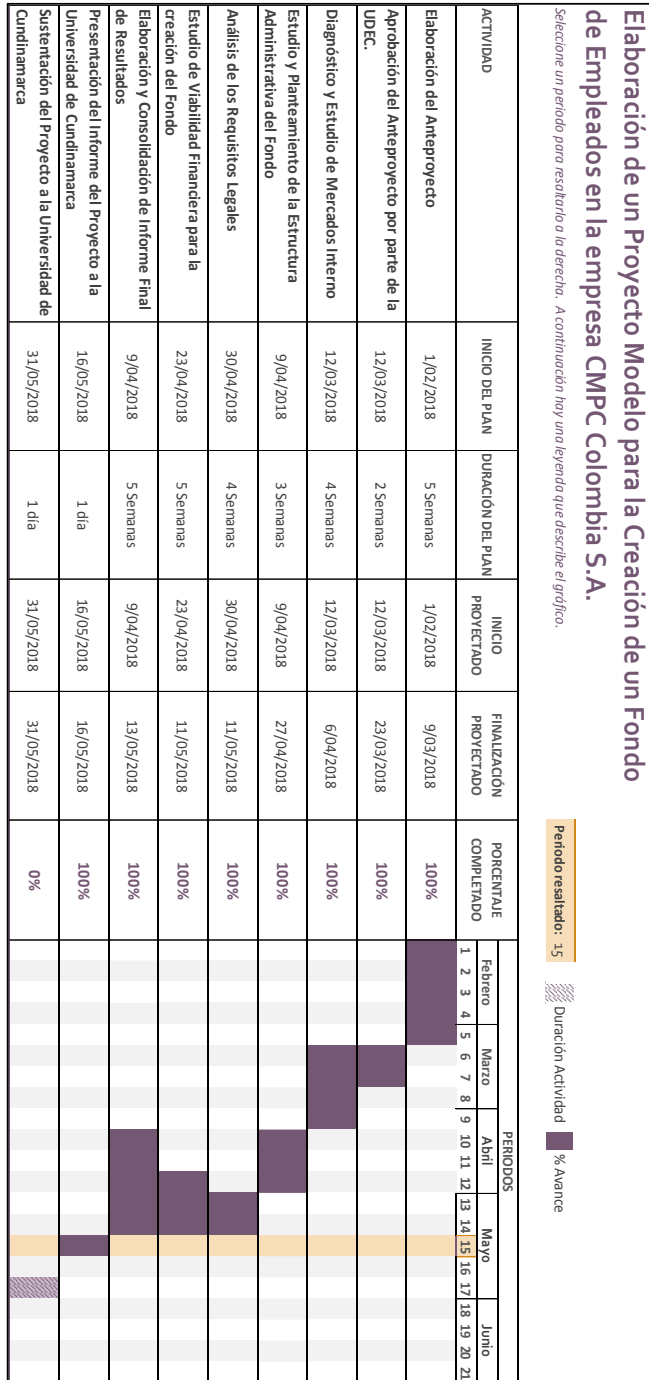 Elaboración de un Proyecto Modelo para la Creación de un Fondo
de Empleados en la empresa CMPC Colombia S.A.
Seleccione un periodo para resaltarlo a la derecha. A continuación hay una leyenda que describe el gráfico.
Periodo resaltado: 15
Duración Actividad
% Avance
ACTIVIDAD
INICIO DEL PLAN
DURACIÓN DEL PLAN
INICIO
PROYECTADO
FINALIZACIÓN
PROYECTADO
PORCENTAJE
COMPLETADO
PERIODOS
Febrero Marzo Abril Mayo Junio
1 2 3 4 5 6 7 8 9 10 11 12 13 14 15 16 17 18 19 20 21
Elaboración del Anteproyecto
1/02/2018 5 Semanas 1/02/2018 9/03/2018 100%
Aprobación del Anteproyecto por parte de la
UDEC.
12/03/2018 2 Semanas 12/03/2018 23/03/2018 100%
Diagnóstico y Estudio de Mercados Interno
12/03/2018 4 Semanas 12/03/2018 6/04/2018 100%
Estudio y Planteamiento de la Estructura
Administrativa del Fondo
9/04/2018 3 Semanas 9/04/2018 27/04/2018 100%
Análisis de los Requisitos Legales
30/04/2018 4 Semanas 30/04/2018 11/05/2018 100%
Estudio de Viabilidad Financiera para la
creación del Fondo
23/04/2018 5 Semanas 23/04/2018 11/05/2018 100%
Elaboración y Consolidación de Informe Final
de Resultados
9/04/2018 5 Semanas 9/04/2018 13/05/2018 100%
Presentación del Informe del Proyecto a la
Universidad de Cundinamarca
16/05/2018 1 día 16/05/2018 16/05/2018 100%
Sustentación del Proyecto a la Universidad de
Cundinamarca
31/05/2018 1 día 31/05/2018 31/05/2018 0%